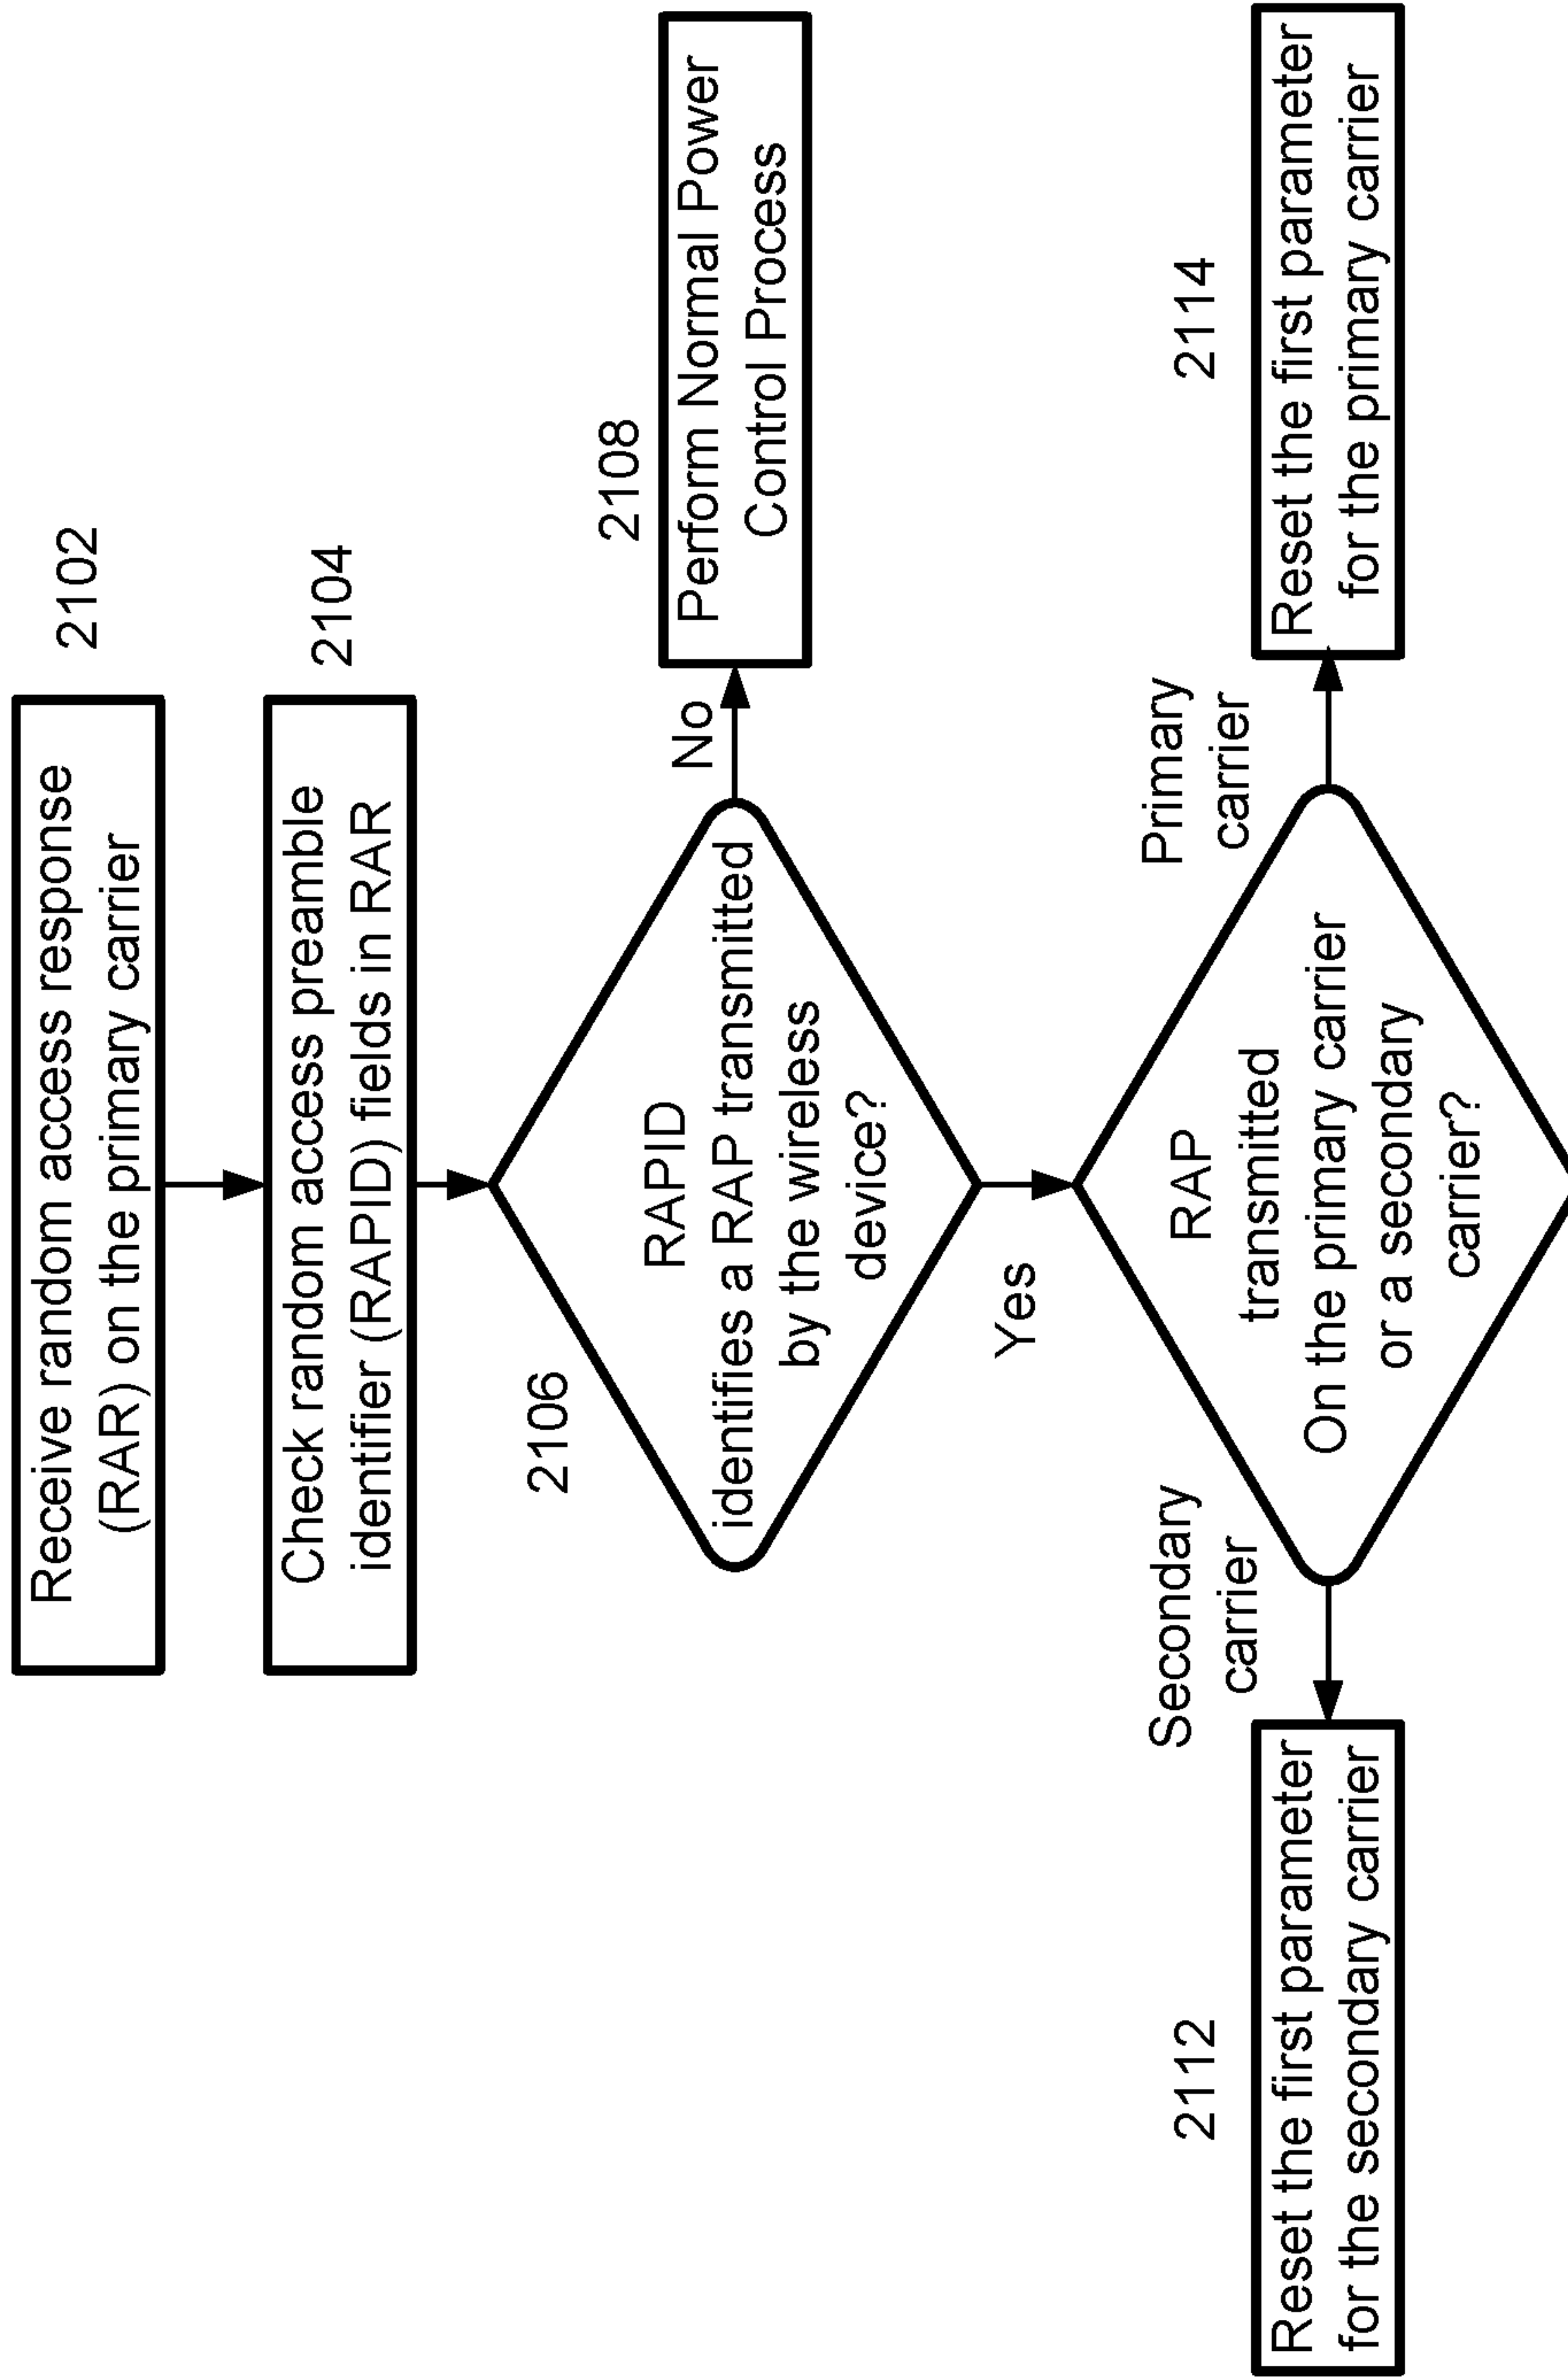 2102
Receive random access response
(RAR) on the primary carrier
2104
Check random access preamble
identifier (RAPID) fields in RAR
2106
RAPID
identifies a RAP transmitted
by the wireless
device?
No
2108
Perform Normal Power
Control Process
Yes
RAP
transmitted
On the primary carrier
or a secondary
carrier?
Secondary
carrier
2112
Reset the first parameter
for the secondary carrier
Primary
carrier
2114
Reset the first parameter
for the primary carrier